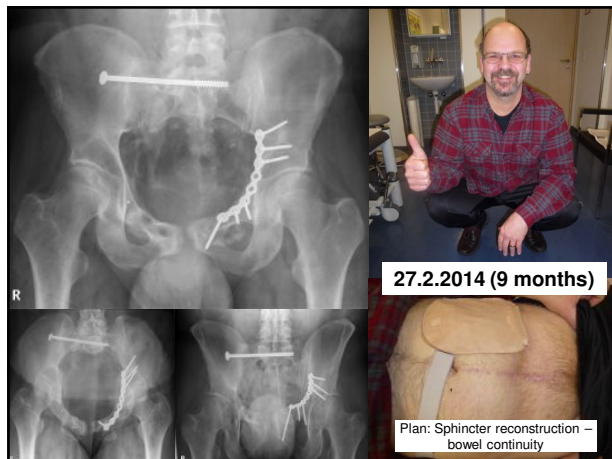 R
27.2.2014 (9 months)
Plan: Sphincter reconstruction –
bowel continuity